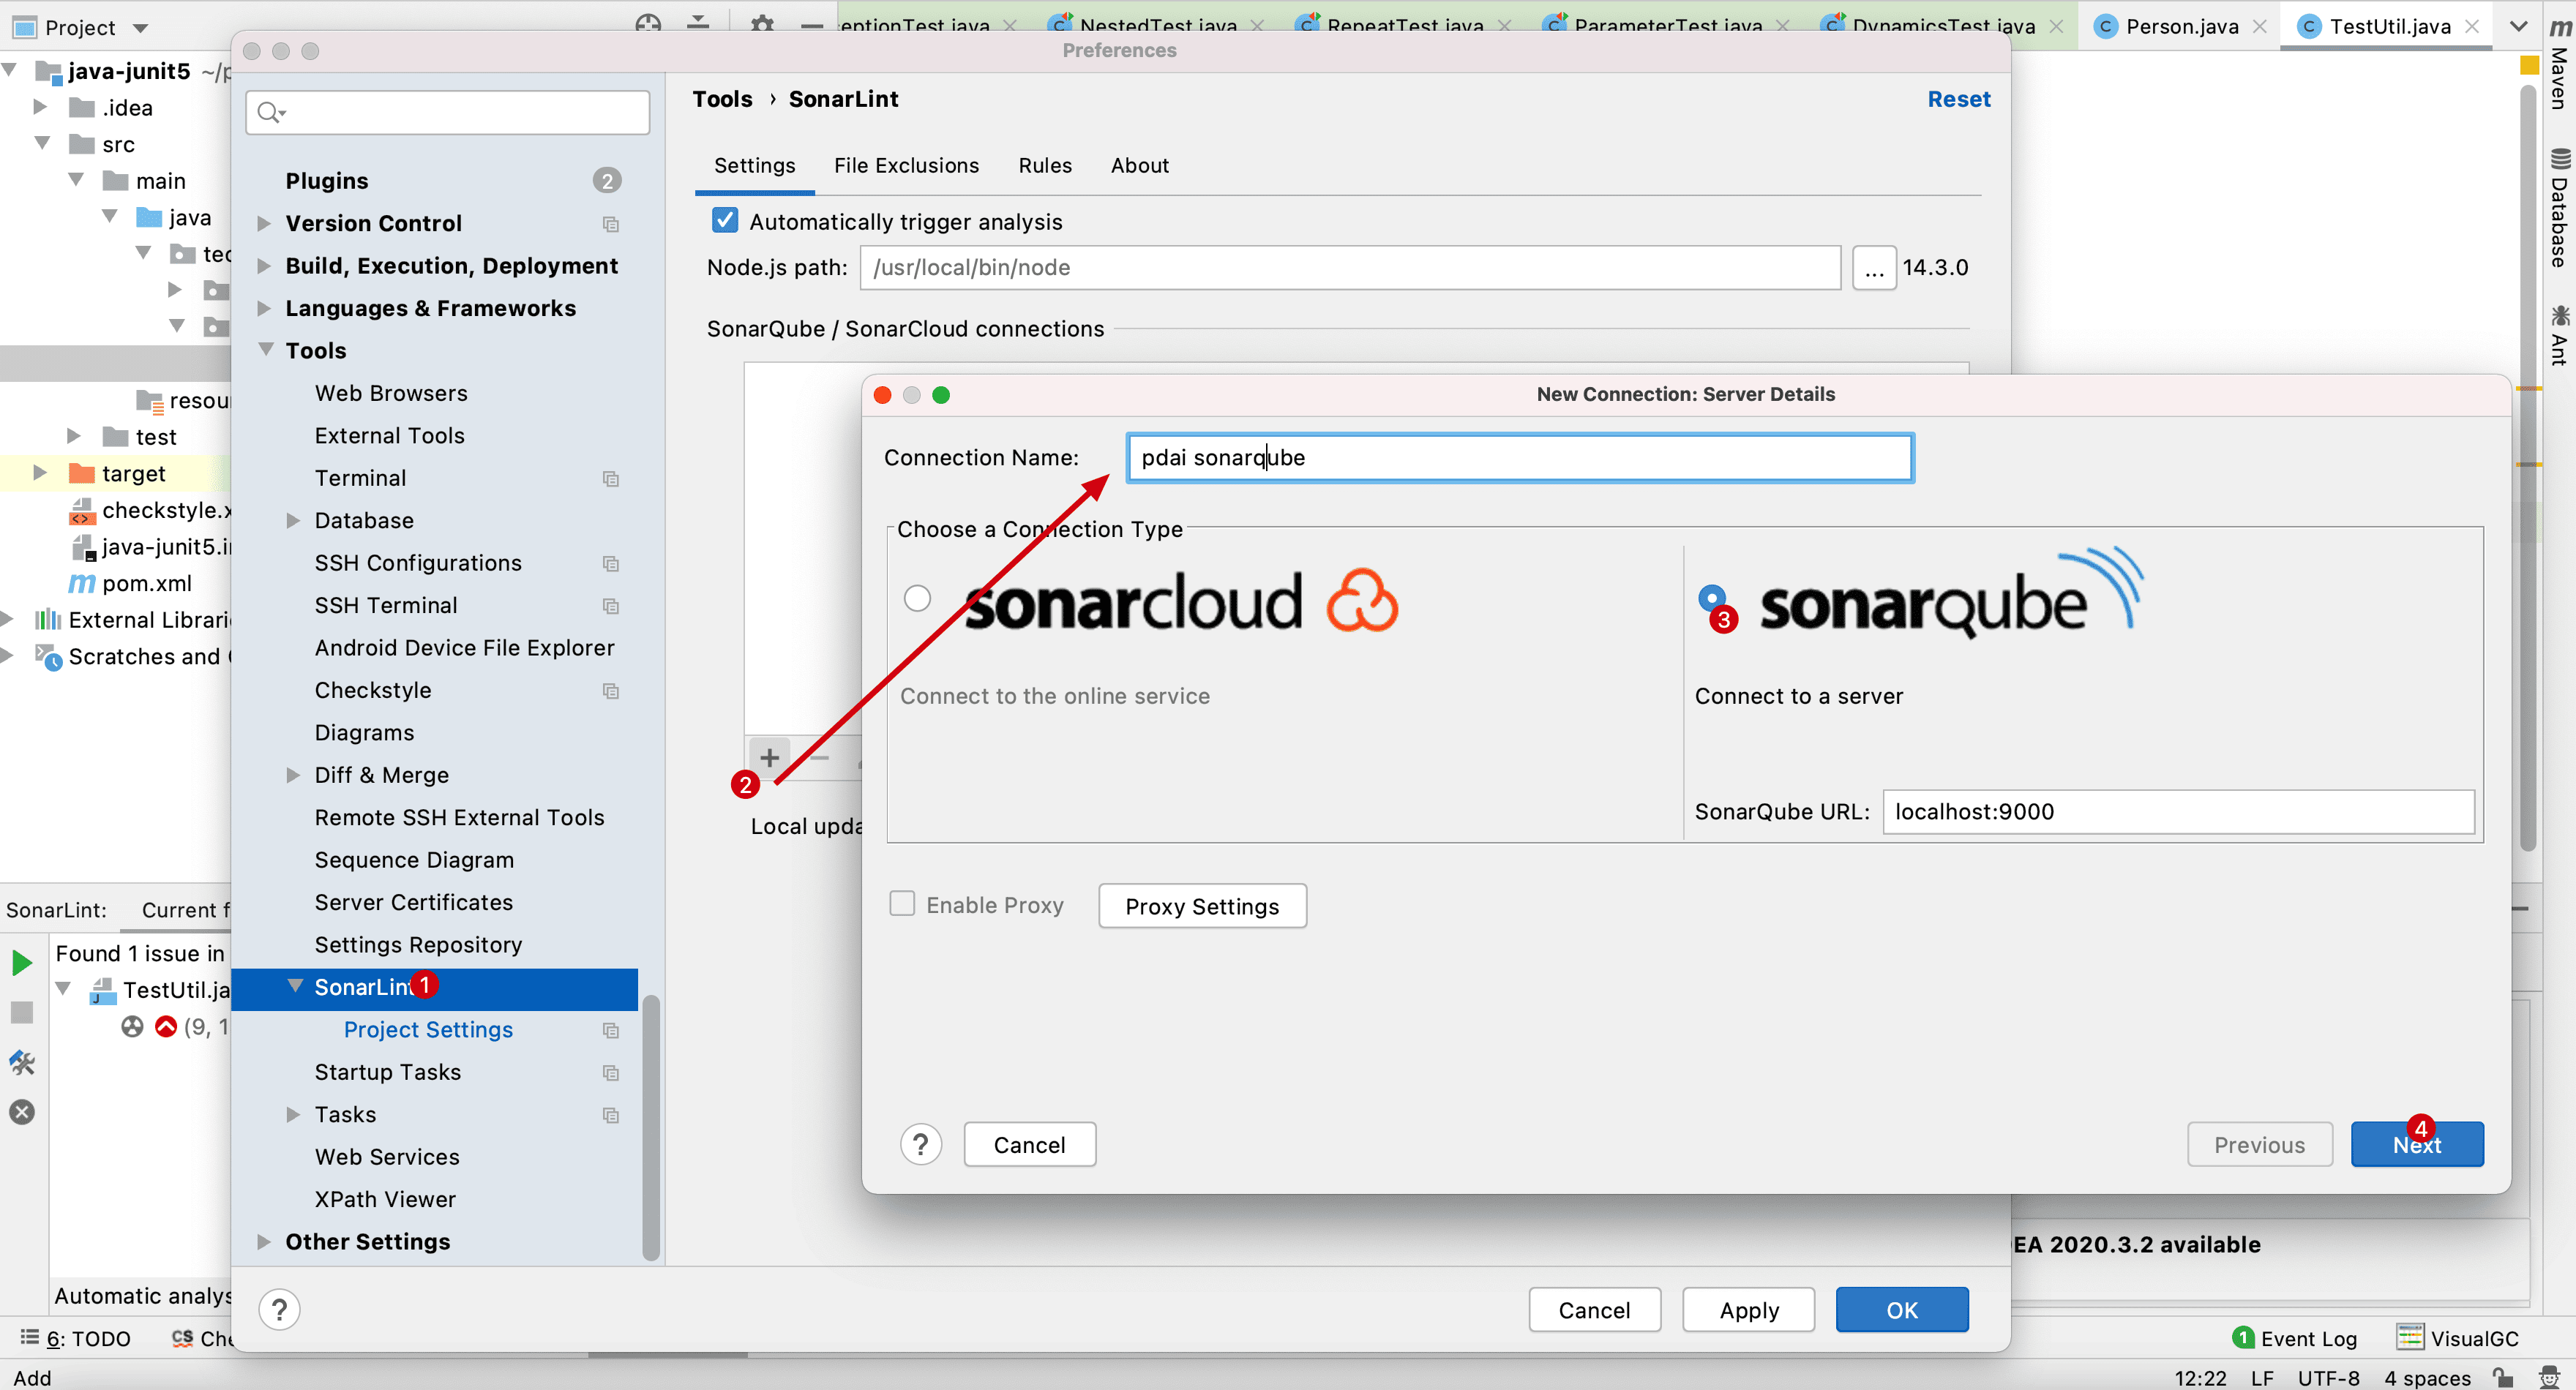 Project
ceptionTest.java
NestedTest.java
RepeatTest.java
ParameterTest.java
DynamicsTest.java
Person.java
TestUtil.java
java-junit5 ~/p
.idea
src
main
java
tec
resou
test
target
checkstyle.x
java-junit5.i
pom.xml
External Librari
Scratches and
Maven
Database
Ant
Preferences
Plugins 2
Version Control
Build, Execution, Deployment
Languages & Frameworks
Tools
Web Browsers
External Tools
Terminal
Database
SSH Configurations
SSH Terminal
Android Device File Explorer
Checkstyle
Diagrams
Diff & Merge
Remote SSH External Tools
Sequence Diagram
Server Certificates
Settings Repository
SonarLint 1
Project Settings
Startup Tasks
Tasks
Web Services
XPath Viewer
Other Settings
Tools › SonarLint
Reset
Settings File Exclusions Rules About
Automatically trigger analysis
Node.js path: /usr/local/bin/node ... 14.3.0
SonarQube / SonarCloud connections
+ −
2
Local upda
New Connection: Server Details
Connection Name: pdai sonarqube
Choose a Connection Type
sonarcloud
Connect to the online service
3 sonarqube
Connect to a server
SonarQube URL: localhost:9000
Enable Proxy Proxy Settings
? Cancel Previous Next 4
? Cancel Apply OK
SonarLint: Current f
Found 1 issue in
TestUtil.ja
(9, 1
Automatic analys
EA 2020.3.2 available
6: TODO
CS Che
1 Event Log
VisualGC
Add
12:22 LF UTF-8 4 spaces